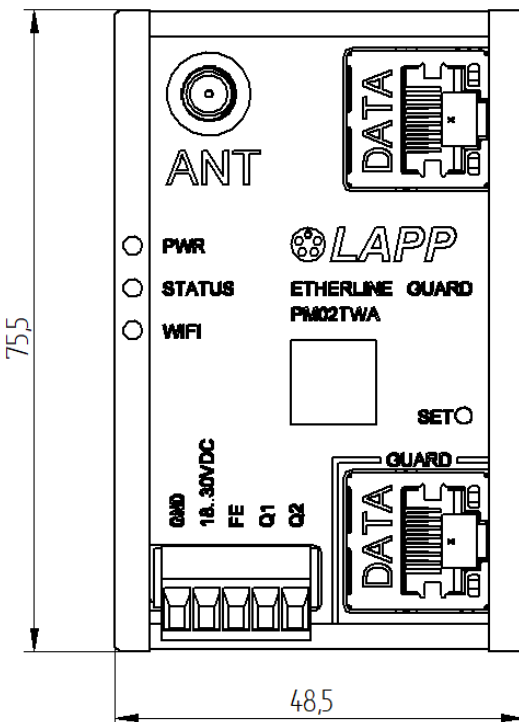 DATA
ANT
PWR
LAPP
STATUS
ETHERLINE GUARD
WIFI
PM02TWA
SET
GUARD
GND
18..30VDC
FE
Q1
Q2
DATA
75,5
48,5